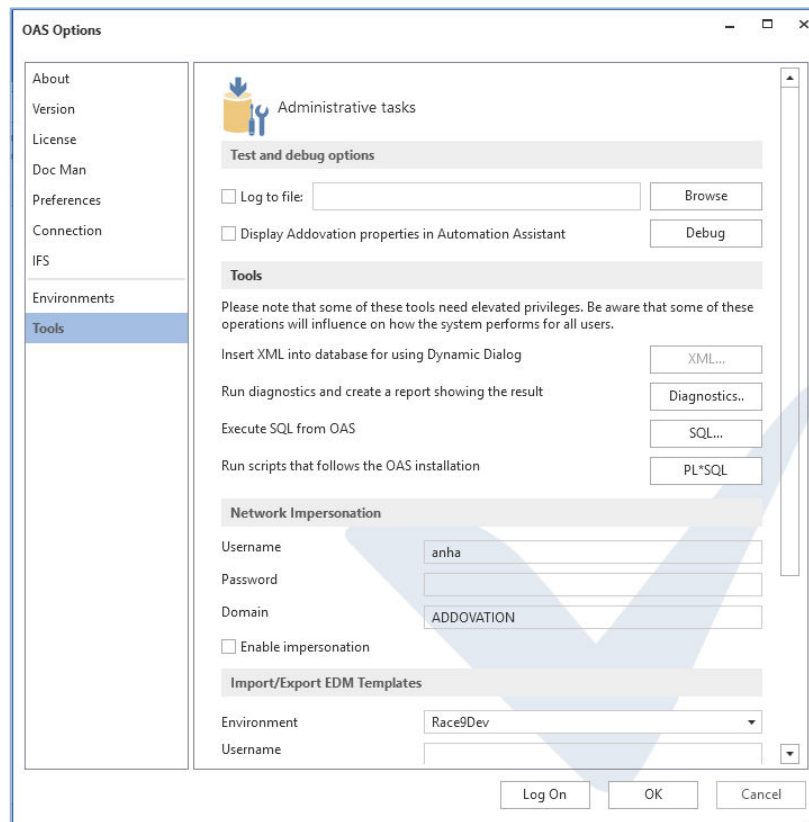 OAS Options
About
Version
License
Doc Man
Preferences
Connection
IFS
Environments
Tools
Administrative tasks
Test and debug options
Log to file:
Browse
Display Addovation properties in Automation Assistant
Debug
Tools
Please note that some of these tools need elevated privileges. Be aware that some of these
operations will influence on how the system performs for all users.
Insert XML into database for using Dynamic Dialog
XML...
Run diagnostics and create a report showing the result
Diagnostics..
Execute SQL from OAS
SQL...
Run scripts that follows the OAS installation
PL*SQL
Network Impersonation
Username
anha
Password
Domain
ADDOVATION
Enable impersonation
Import/Export EDM Templates
Environment
Race9Dev
Username
Log On
OK
Cancel